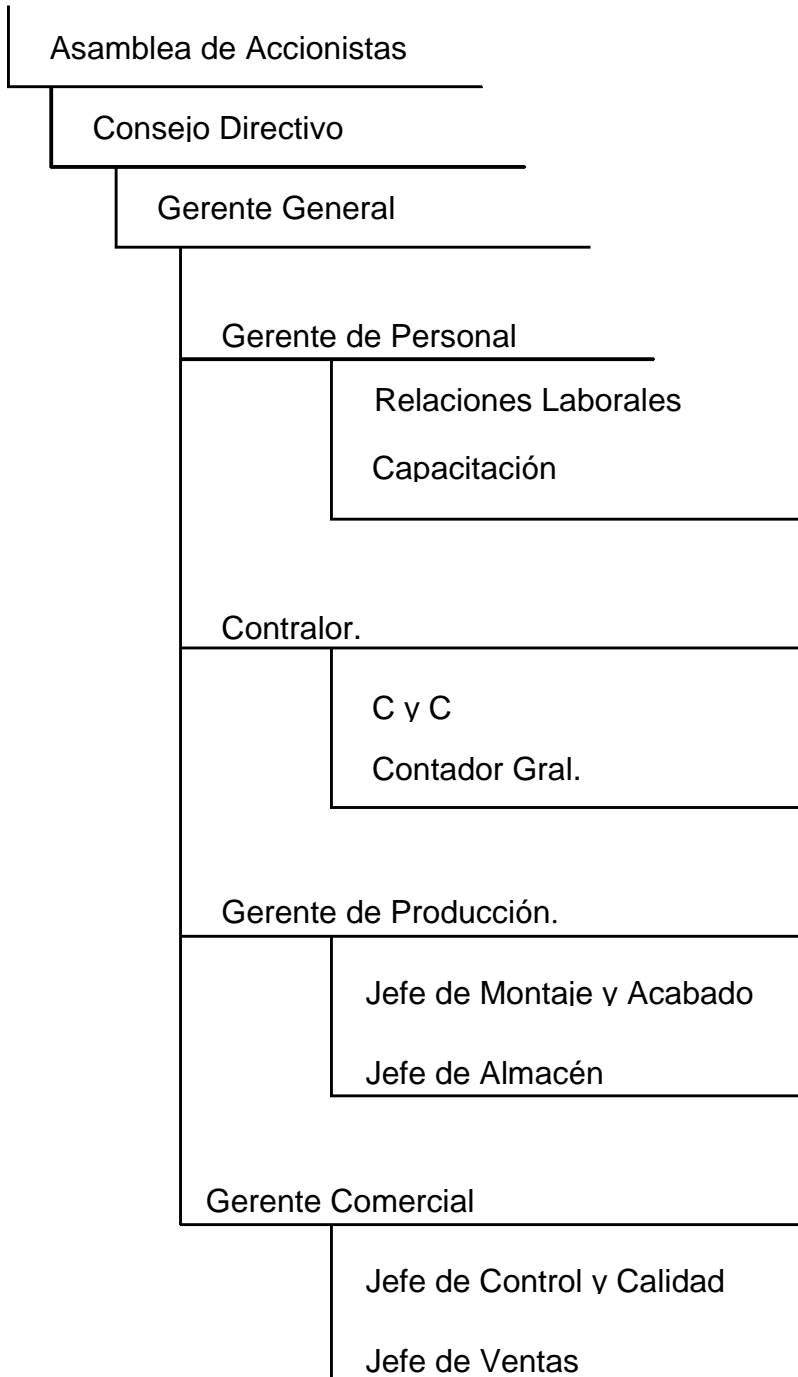 Asamblea de Accionistas
Consejo Directivo
Gerente General
Gerente de Personal
Relaciones Laborales
Capacitación
Contralor.
C y C
Contador Gral.
Gerente de Producción.
Jefe de Montaje y Acabado
Jefe de Almacén
Gerente Comercial
Jefe de Control y Calidad
Jefe de Ventas